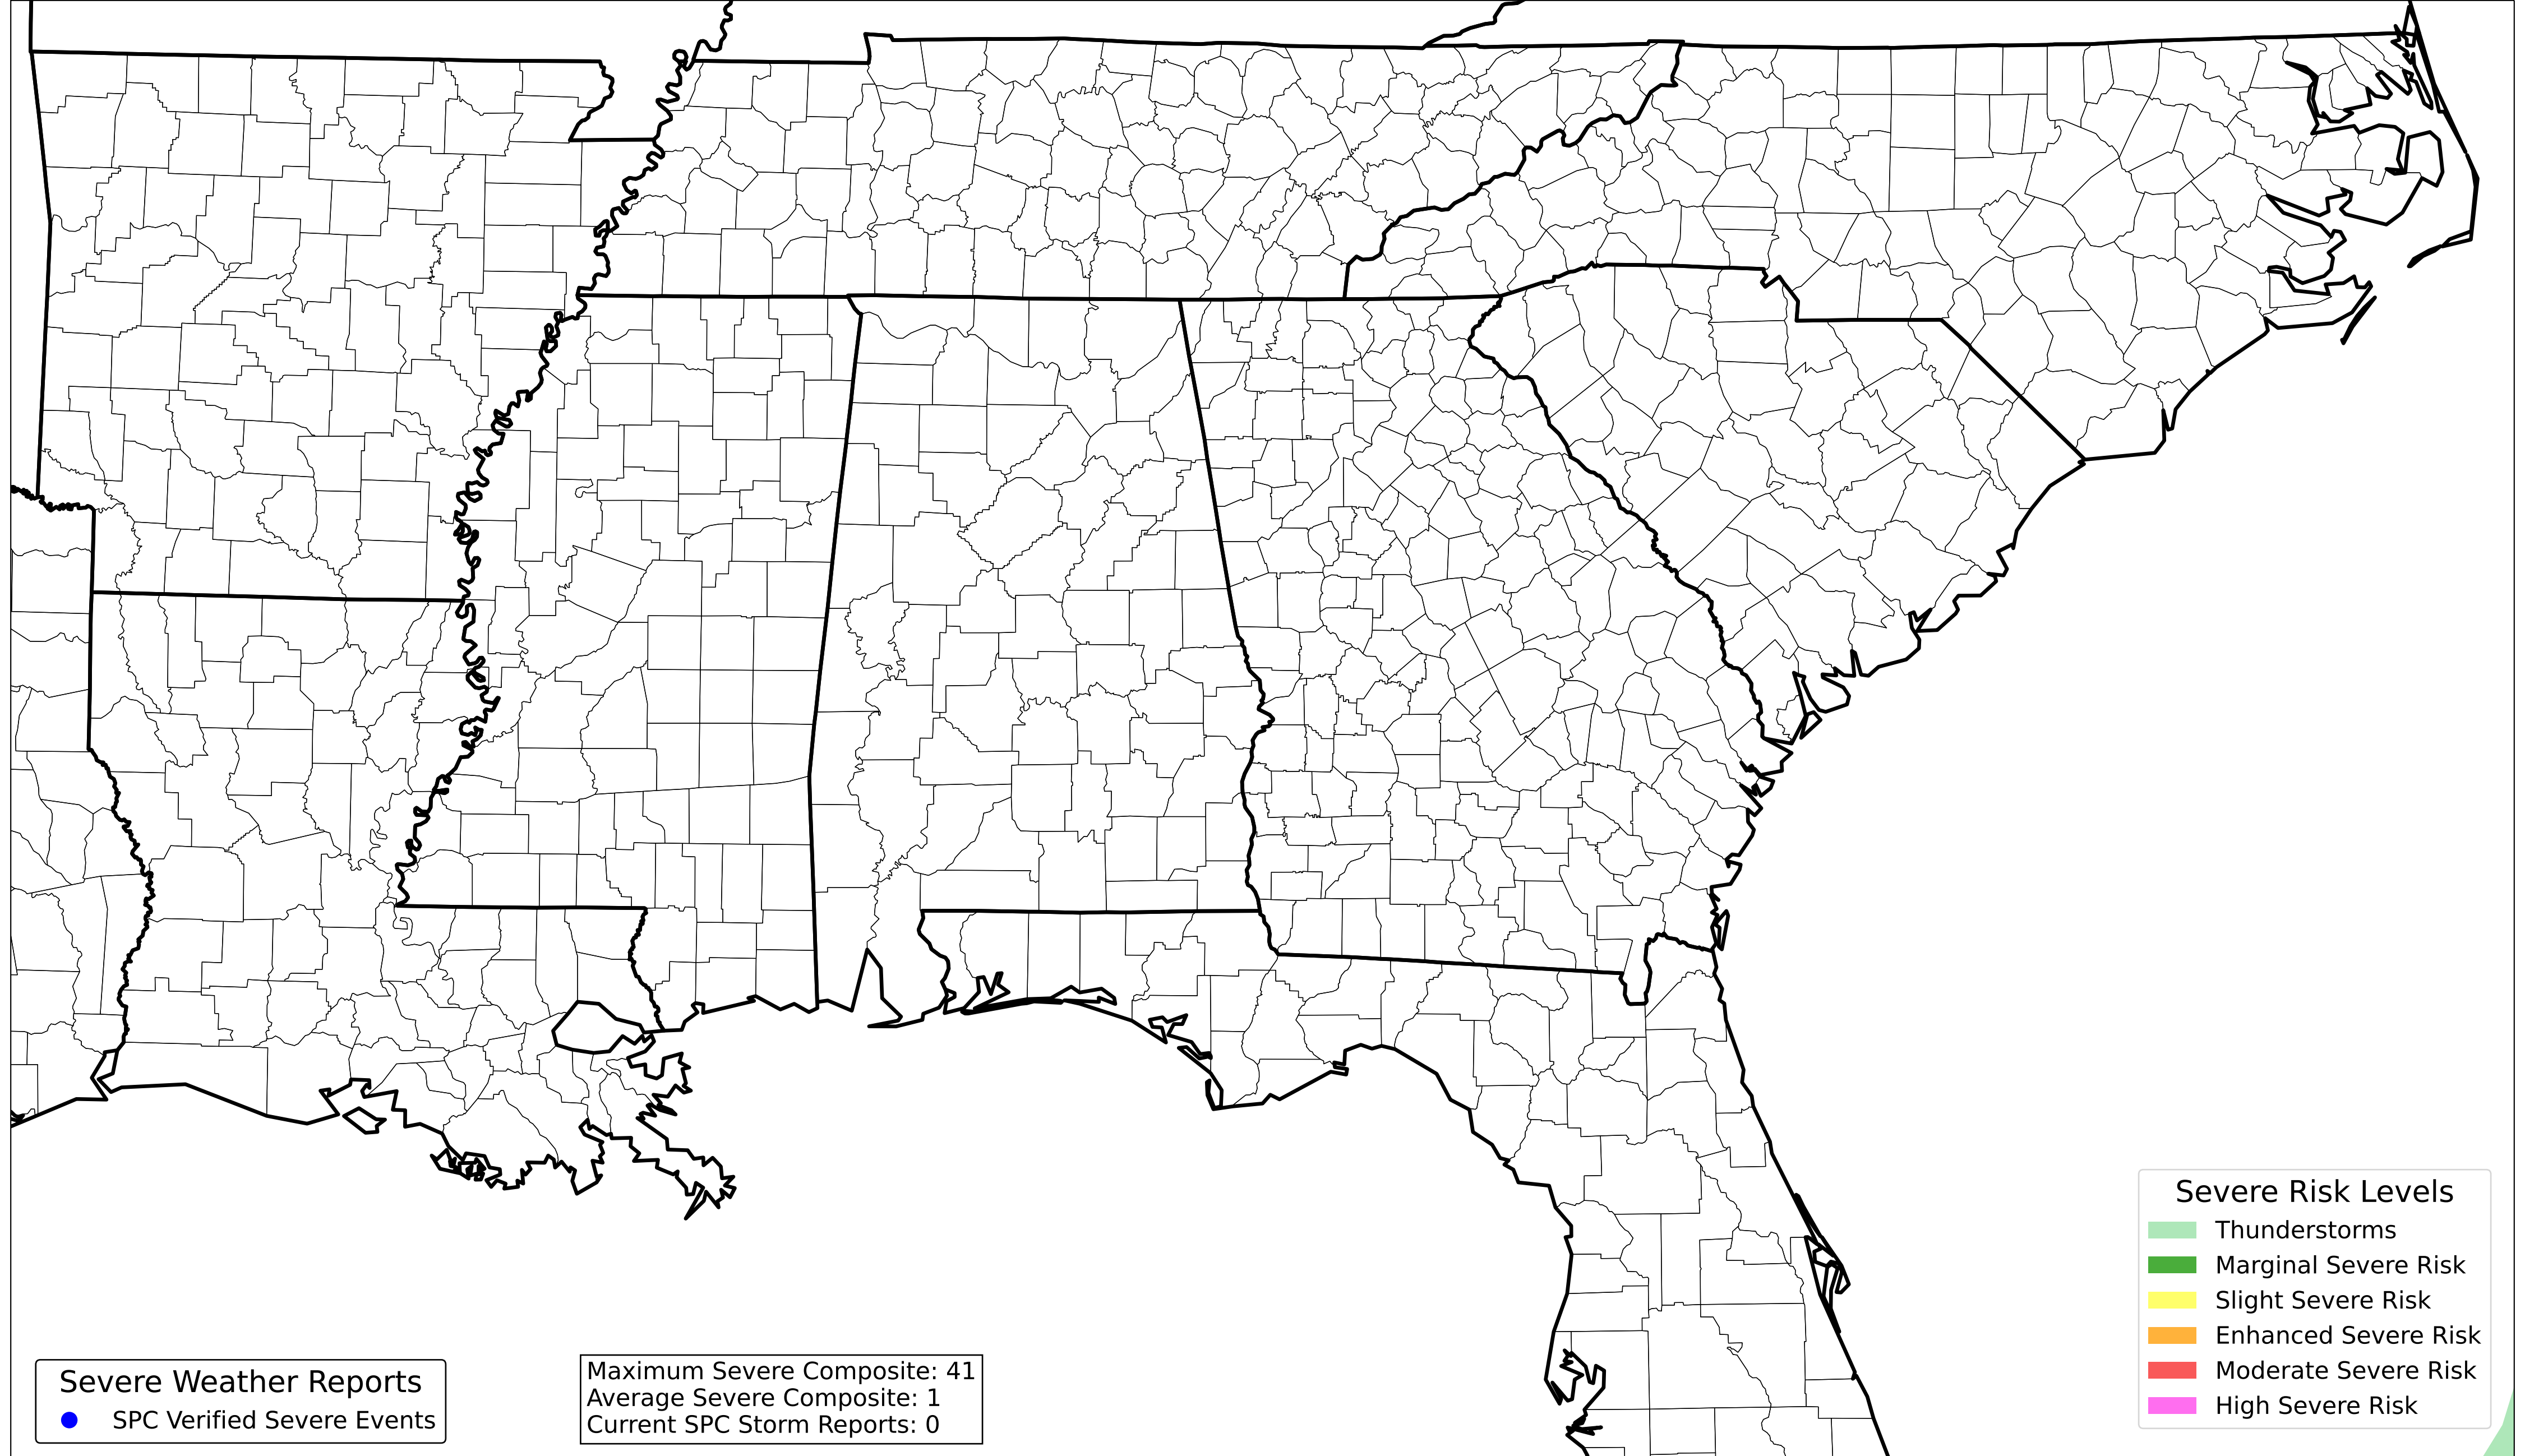 Severe Weather Reports
SPC Verified Severe Events
Maximum Severe Composite: 41
Average Severe Composite: 1
Current SPC Storm Reports: 0
Severe Risk Levels
Thunderstorms
Marginal Severe Risk
Slight Severe Risk
Enhanced Severe Risk
Moderate Severe Risk
High Severe Risk